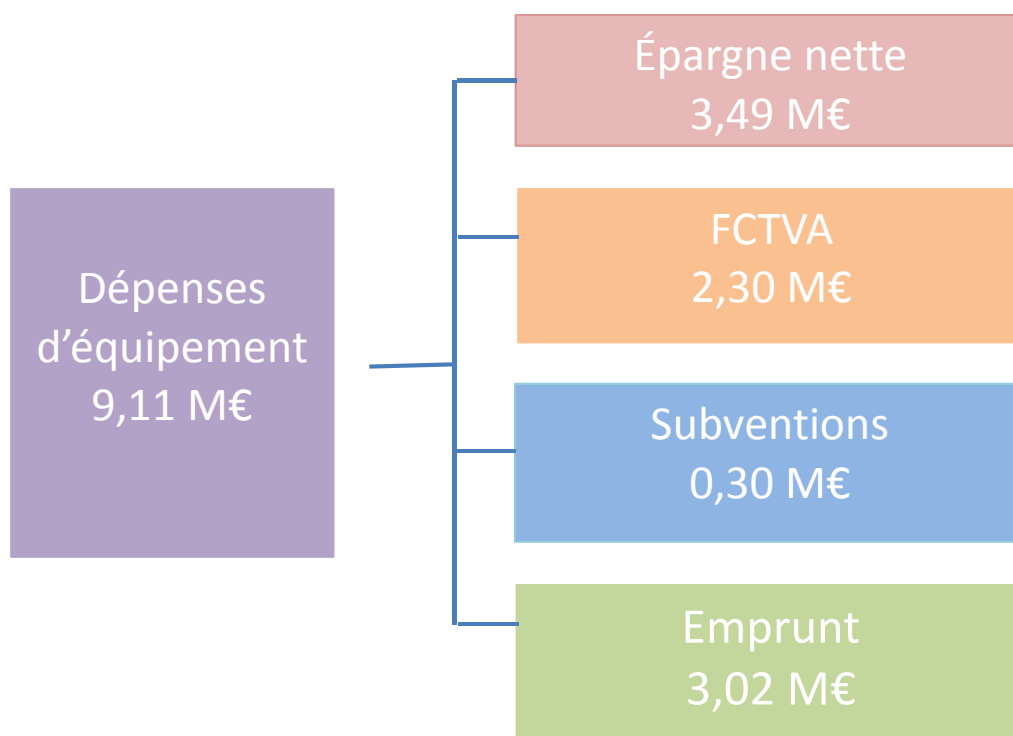 Dépenses
d’équipement
9,11 M€
Épargne nette
3,49 M€
FCTVA
2,30 M€
Subventions
0,30 M€
Emprunt
3,02 M€